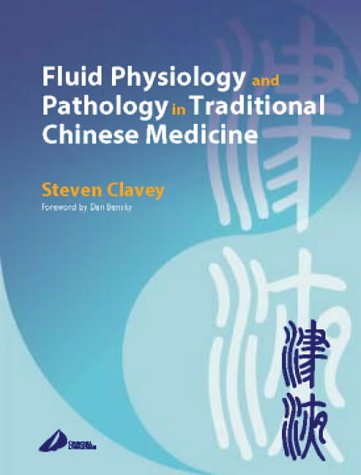 Fluid Physiology and
Pathology in Traditional
Chinese Medicine
Steven Clavey
Foreword by Dan Bensky
津
液
津
液